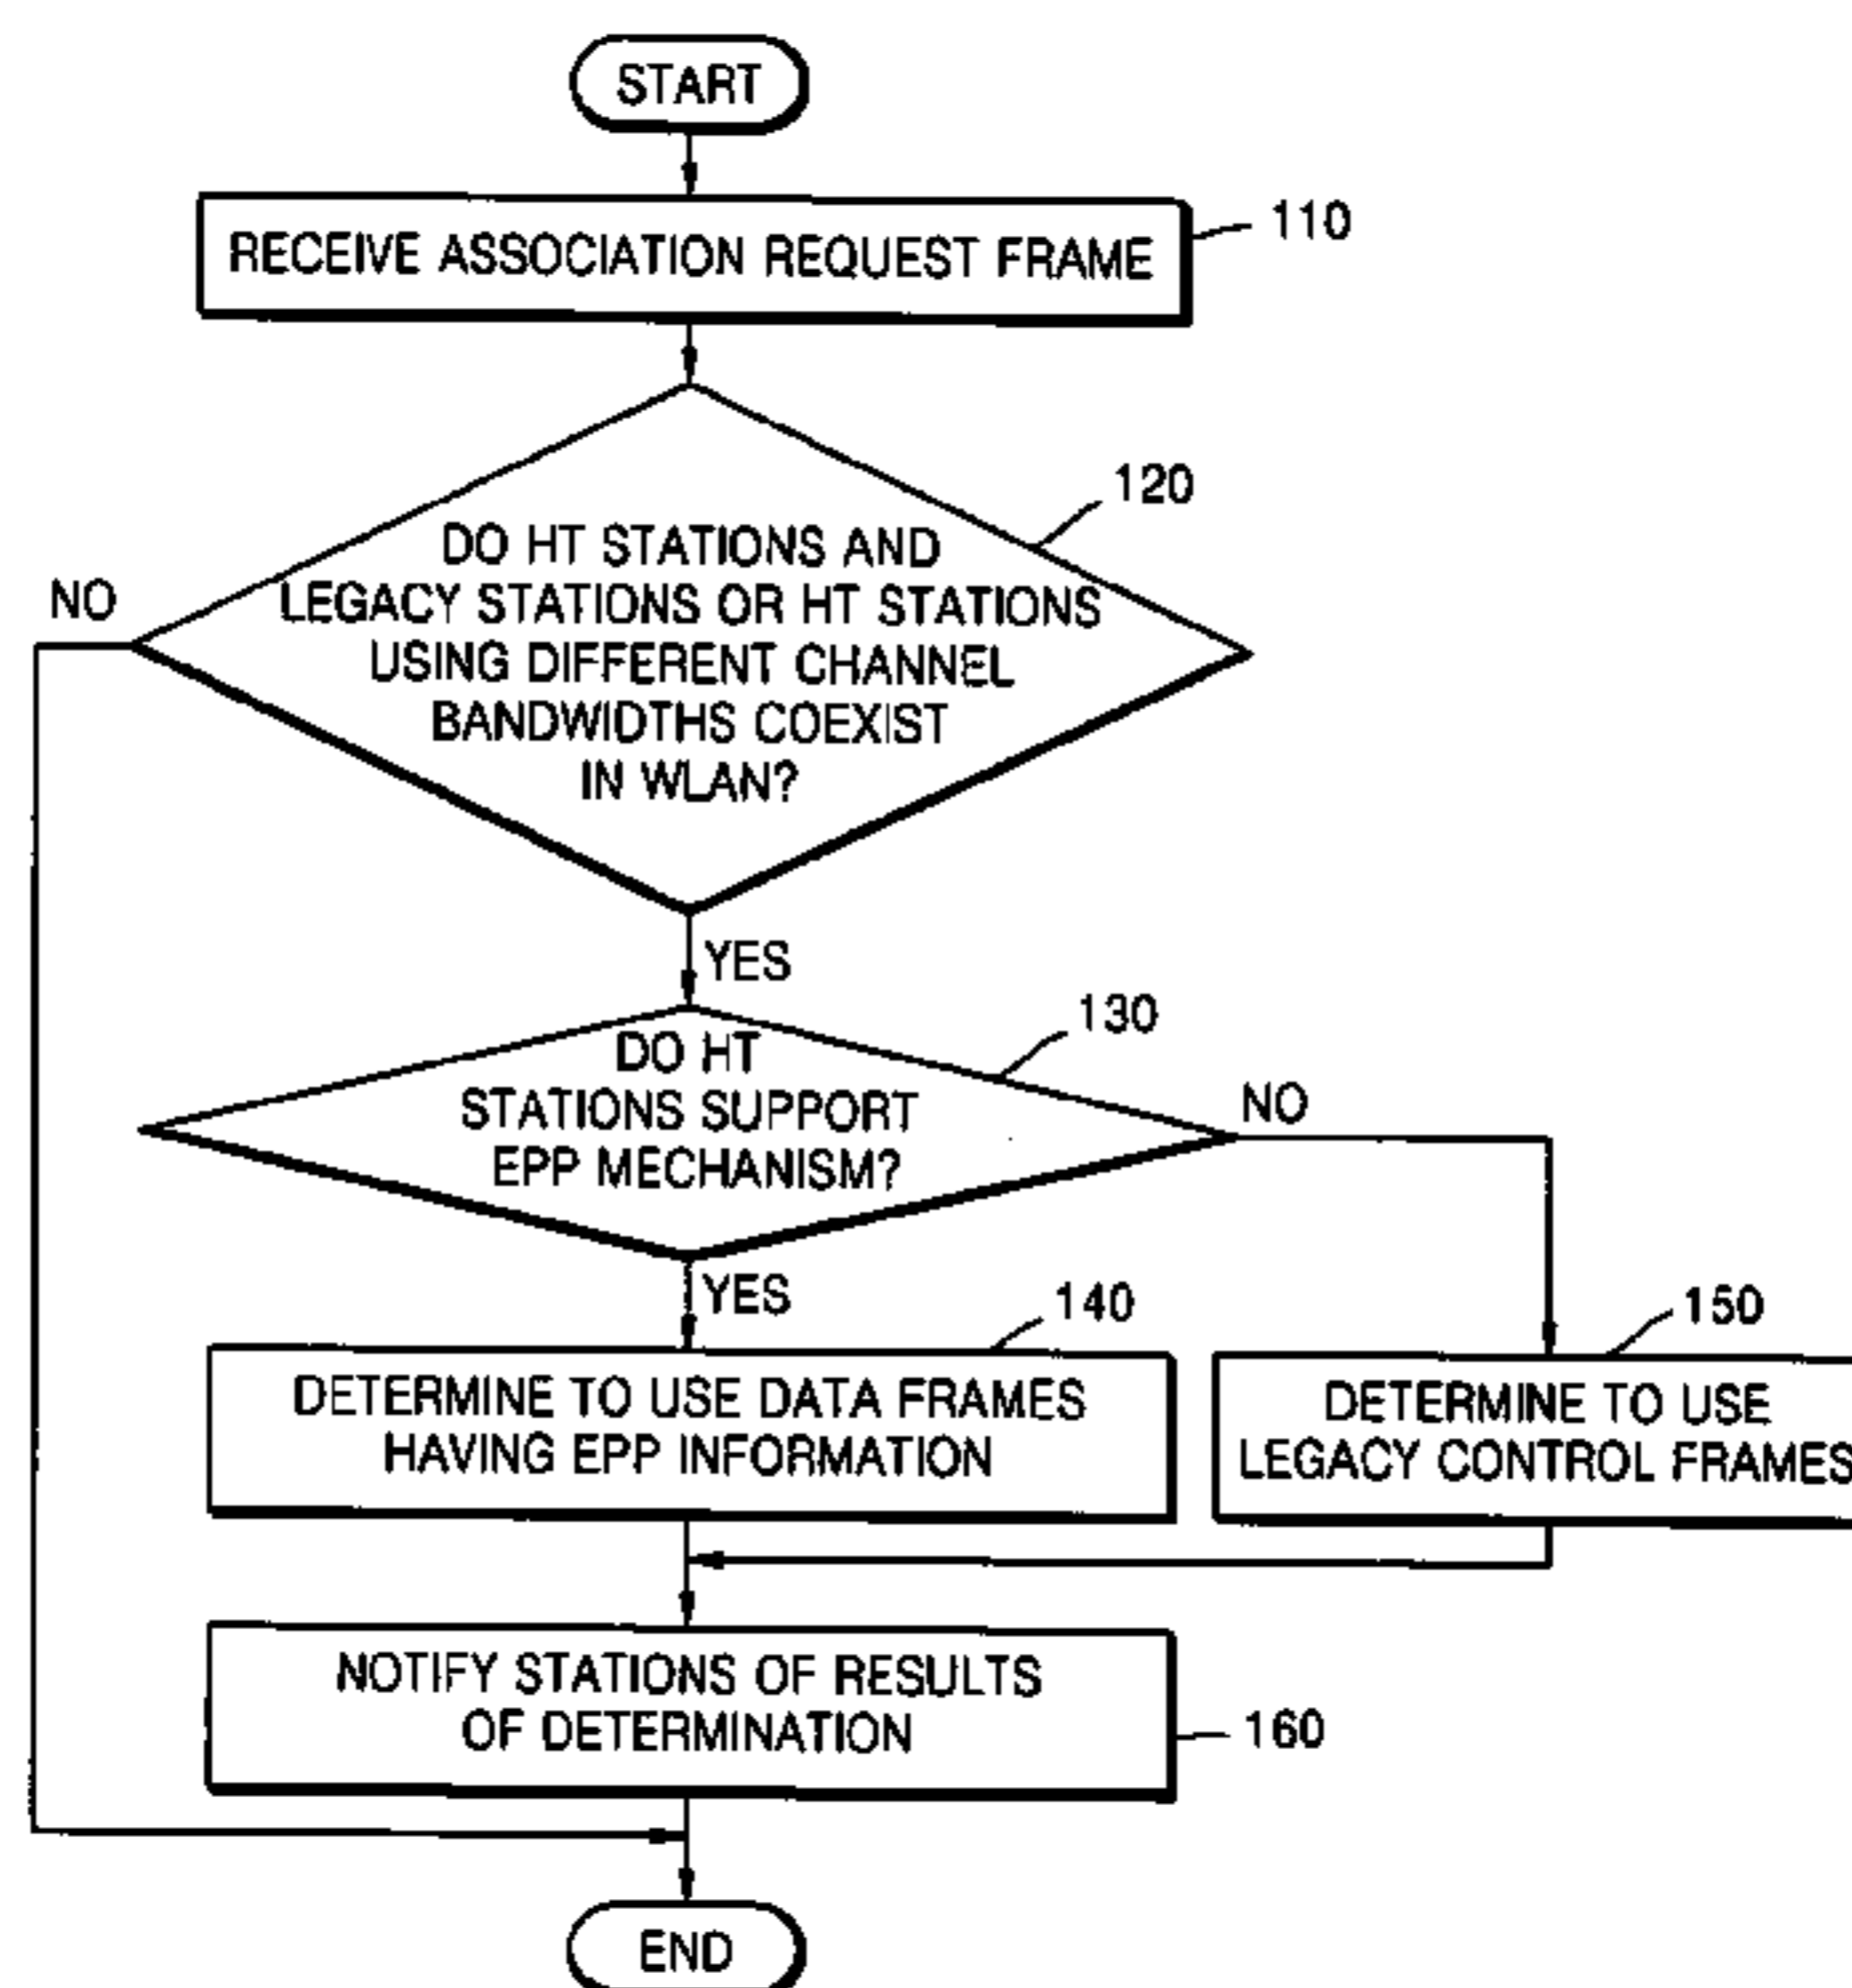 START
RECEIVE ASSOCIATION REQUEST FRAME
110
120
DO HT STATIONS AND
LEGACY STATIONS OR HT STATIONS
USING DIFFERENT CHANNEL
BANDWIDTHS COEXIST
IN WLAN?
NO
YES
130
DO HT
STATIONS SUPPORT
EPP MECHANISM?
NO
YES
140
DETERMINE TO USE DATA FRAMES
HAVING EPP INFORMATION
150
DETERMINE TO USE
LEGACY CONTROL FRAMES
NOTIFY STATIONS OF RESULTS
OF DETERMINATION
160
END